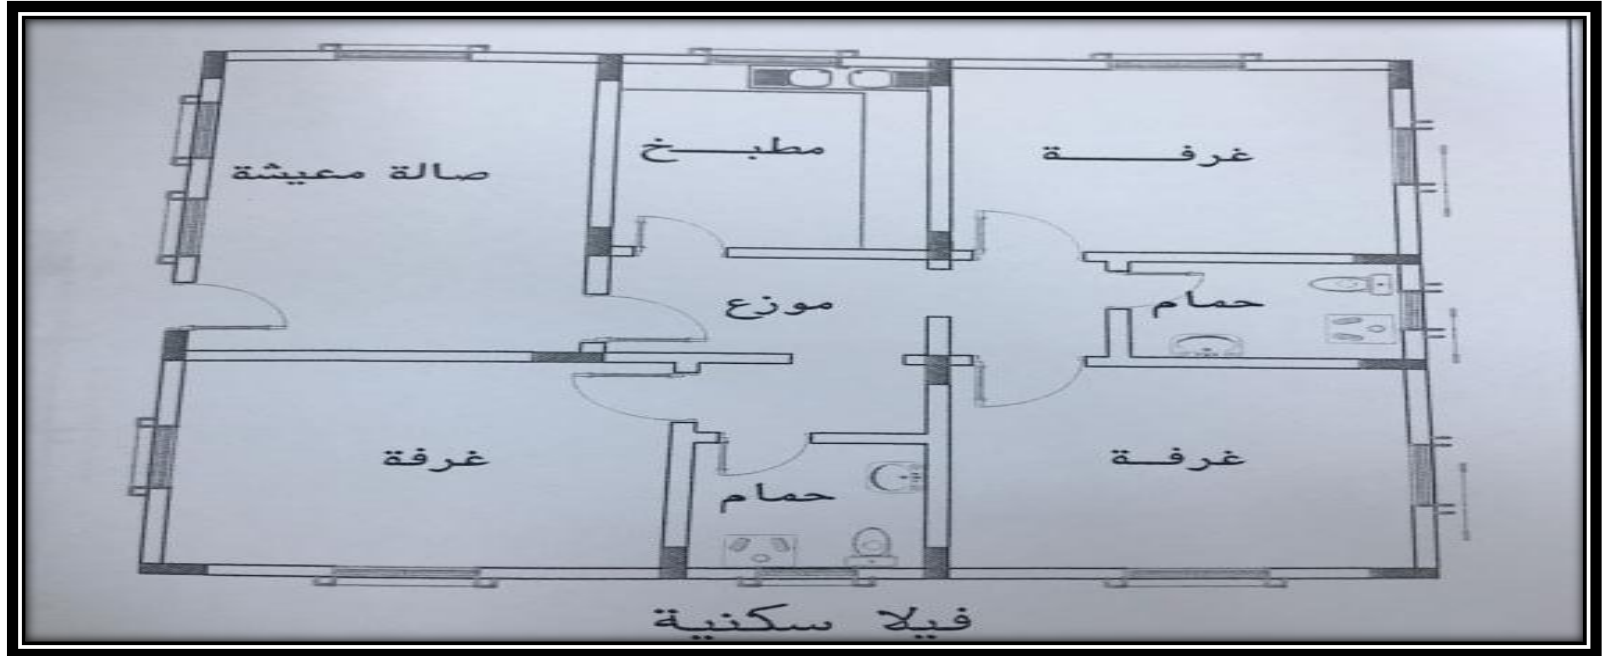 غرفة
مطبخ
صالة معيشة
حمام
موزع
غرفة
غرفة
حمام
فيلا سكنية